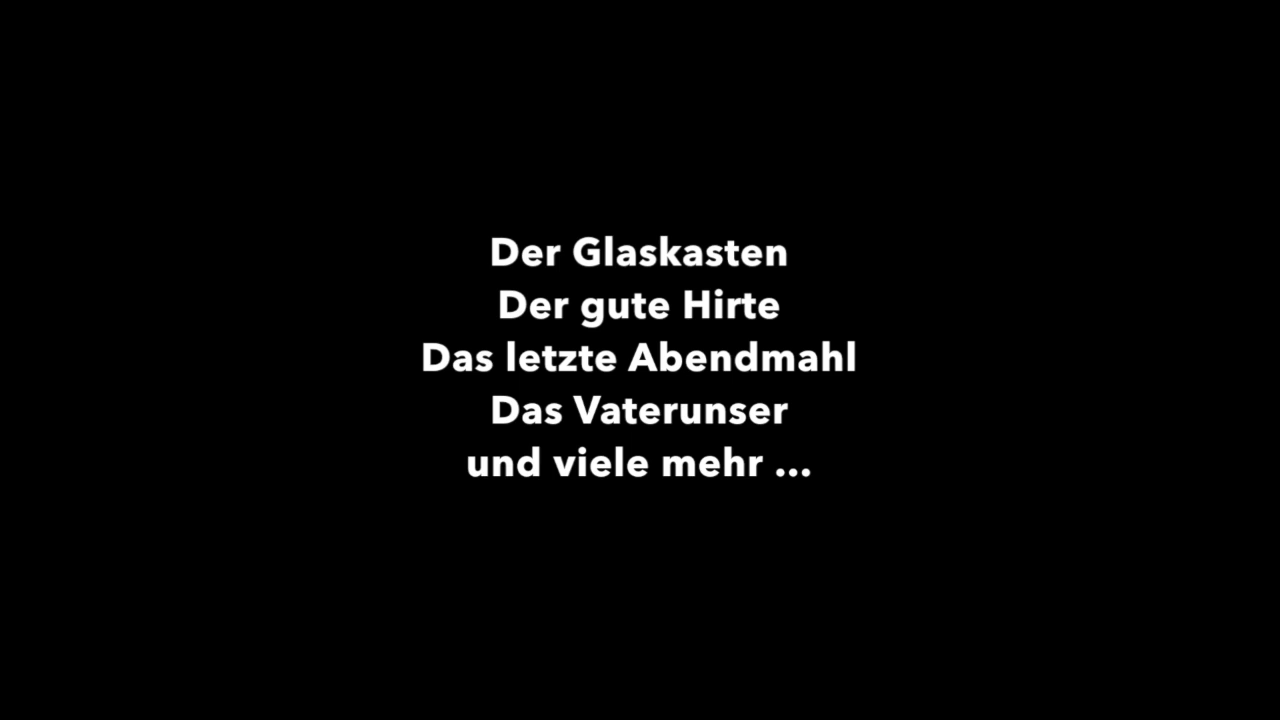 Der Glaskasten
Der gute Hirte
Das letzte Abendmahl
Das Vaterunser
und viele mehr ...